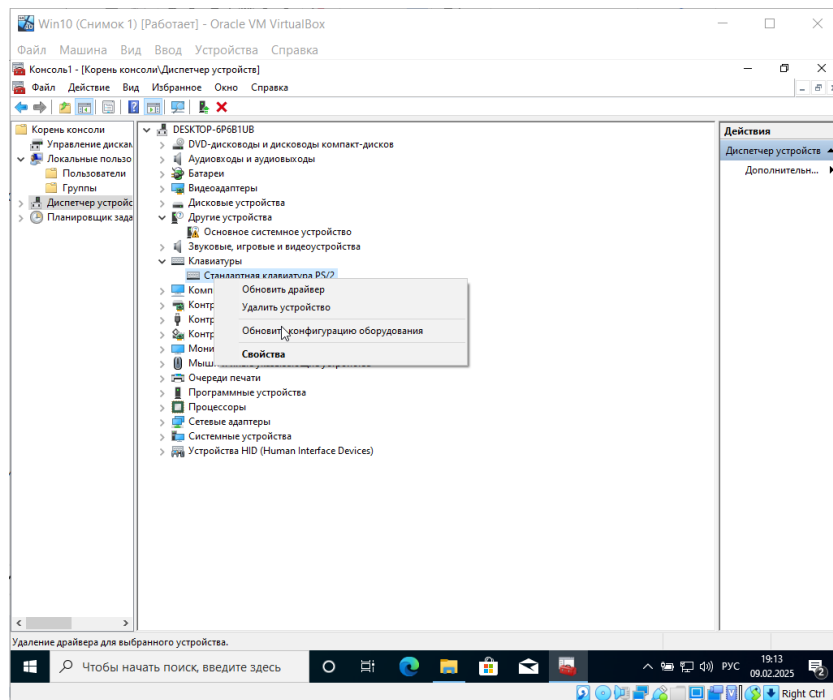 Win10 (Снимок 1) [Работает] - Oracle VM VirtualBox
Файл Машина Вид Ввод Устройства Справка
Консоль1 - [Корень консоли\Диспетчер устройств]
Файл Действие Вид Избранное Окно Справка
Корень консоли
Управление дискам
Локальные пользо
Пользователи
Группы
Диспетчер устройс
Планировщик зада
DESKTOP-6P6B1UB
DVD-дисководы и дисководы компакт-дисков
Аудиовходы и аудиовыходы
Батареи
Видеоадаптеры
Дисковые устройства
Другие устройства
Основное системное устройство
Звуковые, игровые и видеоустройства
Клавиатуры
Стандартная клавиатура PS/2
Комп
Контр
Контр
Контр
Мони
Мыш
Очереди печати
Программные устройства
Процессоры
Сетевые адаптеры
Системные устройства
Устройства HID (Human Interface Devices)
Обновить драйвер
Удалить устройство
Обновить конфигурацию оборудования
Свойства
Действия
Диспетчер устройств
Дополнительн...
Удаление драйвера для выбранного устройства.
Чтобы начать поиск, введите здесь
РУС
19:13
09.02.2025
2
Right Ctrl